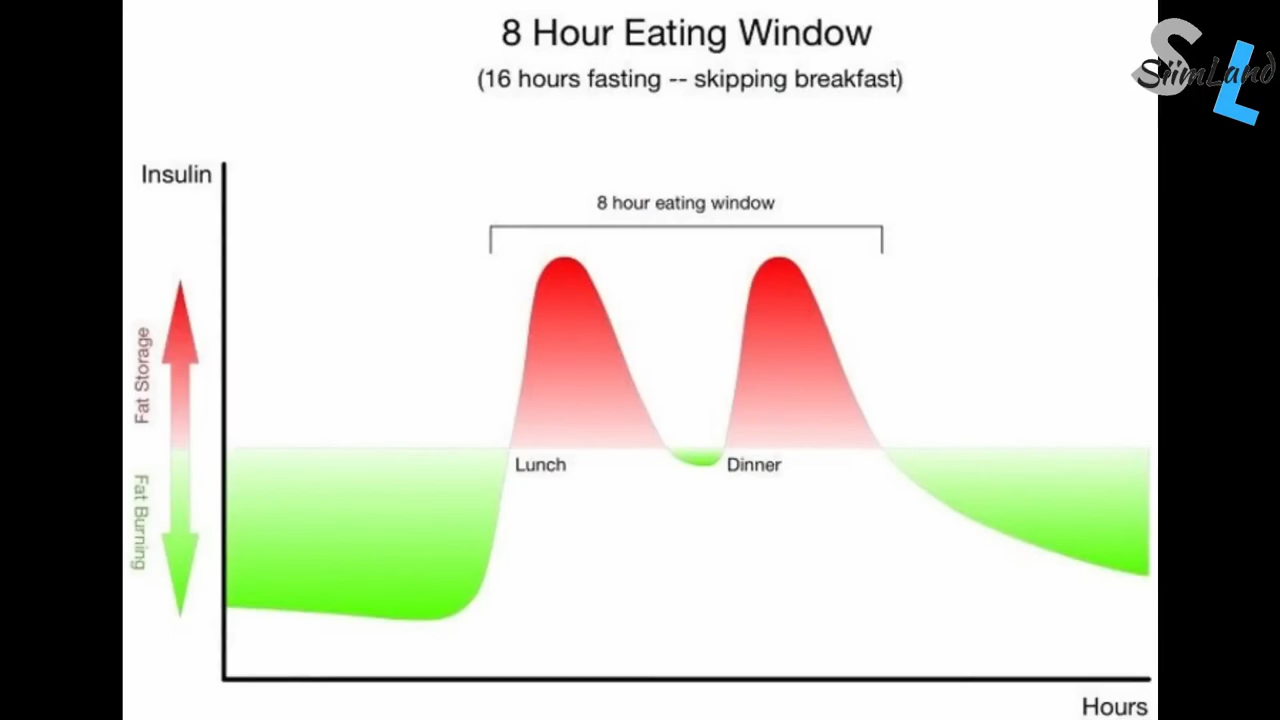 8 Hour Eating Window
(16 hours fasting -- skipping breakfast)
SiimLand
SL
Insulin
8 hour eating window
Fat Storage
Fat Burning
Lunch
Dinner
Hours